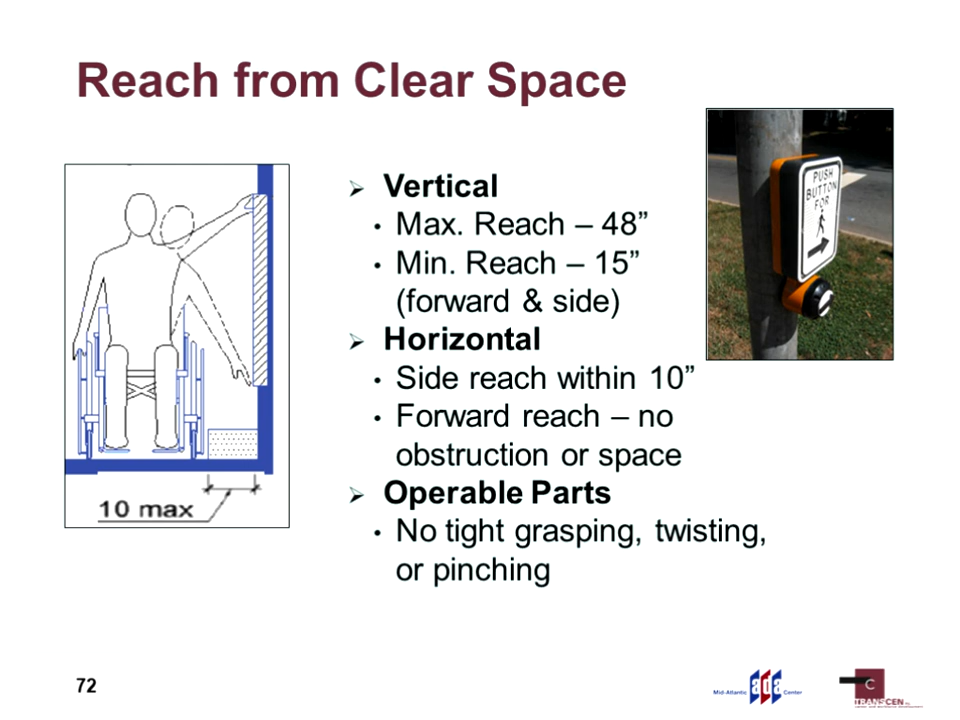 Reach from Clear Space
Vertical
Max. Reach – 48”
Min. Reach – 15”
(forward & side)
Horizontal
Side reach within 10”
Forward reach – no
obstruction or space
Operable Parts
No tight grasping, twisting,
or pinching
10 max
PUSH
BUTTON
FOR
72
Mid-Atlantic ada Center
C
TRANSCEN